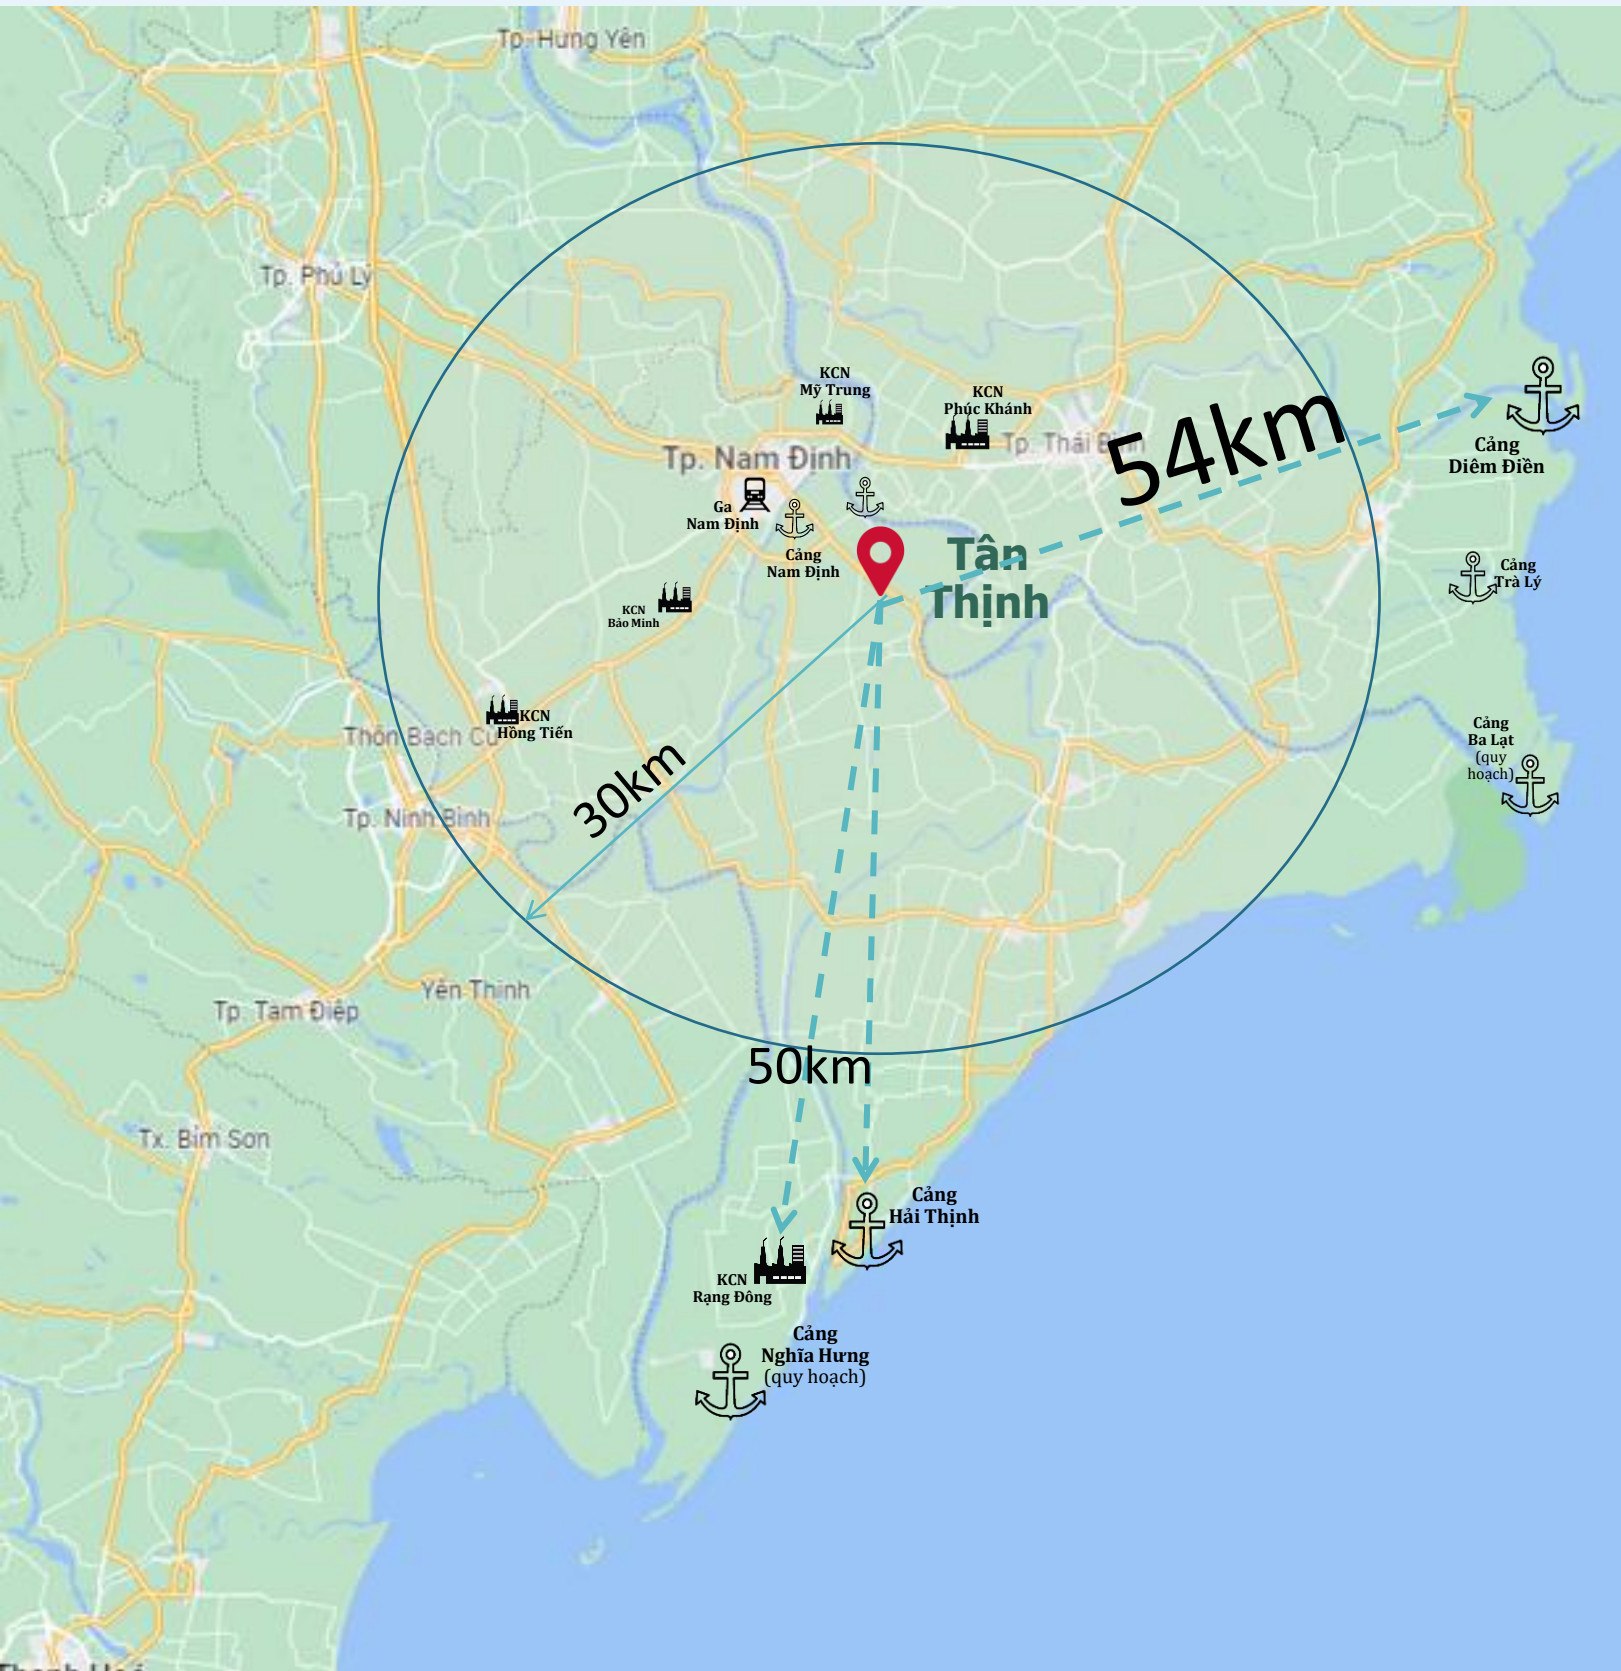 Tp. Hưng Yên
Tp. Phủ Lý
KCN
Mỹ Trung
KCN
Phúc Khánh
54km
Tp. Nam Định
Tp. Thái Bình
Cảng
Diêm Điền
Ga
Nam Định
Cảng
Nam Định
Tân
Thịnh
Cảng
Trà Lý
KCN
Bảo Minh
KCN
Hồng Tiến
Thôn Bạch Cừ
Cảng
Ba Lạt
(quy
hoạch)
30km
Tp. Ninh Bình
Yên Thịnh
Tp. Tam Điệp
50km
Tx. Bỉm Sơn
Cảng
Hải Thịnh
KCN
Rạng Đông
Cảng
Nghĩa Hưng
(quy hoạch)